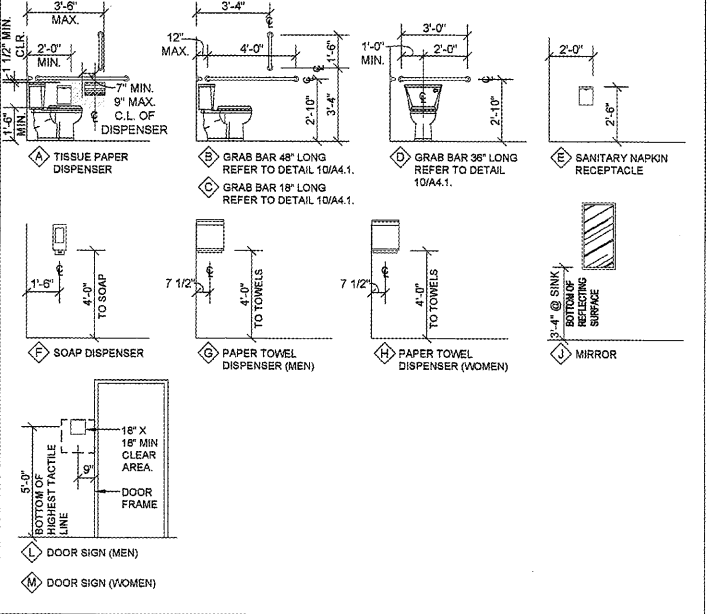 3'-6"
MAX.
1/2" MIN.
CLR.
2'-0"
MIN.
7" MIN.
9" MAX.
C.L. OF
DISPENSER
1'-6"
MIN.
A TISSUE PAPER
DISPENSER
3'-4"
12"
MAX.
4'-0"
1'-6"
2'-10"
3'-4"
B GRAB BAR 48" LONG
REFER TO DETAIL 10/A4.1.
C GRAB BAR 18" LONG
REFER TO DETAIL 10/A4.1.
3'-0"
1'-0"
MIN.
2'-0"
2'-10"
D GRAB BAR 36" LONG
REFER TO DETAIL
10/A4.1.
2'-0"
2'-6"
E SANITARY NAPKIN
RECEPTACLE
1'-6"
4'-0"
TO SOAP
F SOAP DISPENSER
7 1/2"
4'-0"
TO TOWELS
G PAPER TOWEL
DISPENSER (MEN)
7 1/2"
4'-0"
TO TOWELS
H PAPER TOWEL
DISPENSER (WOMEN)
3'-4" @ SINK
BOTTOM OF
REFLECTING
SURFACE
J MIRROR
18" X
18" MIN
CLEAR
AREA.
9"
DOOR
FRAME
5'-0"
BOTTOM OF
HIGHEST TACTILE
LINE
L DOOR SIGN (MEN)
M DOOR SIGN (WOMEN)